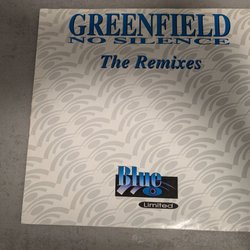 GREENFIELD
NO SILENCE
The Remixes
Blue
Limited